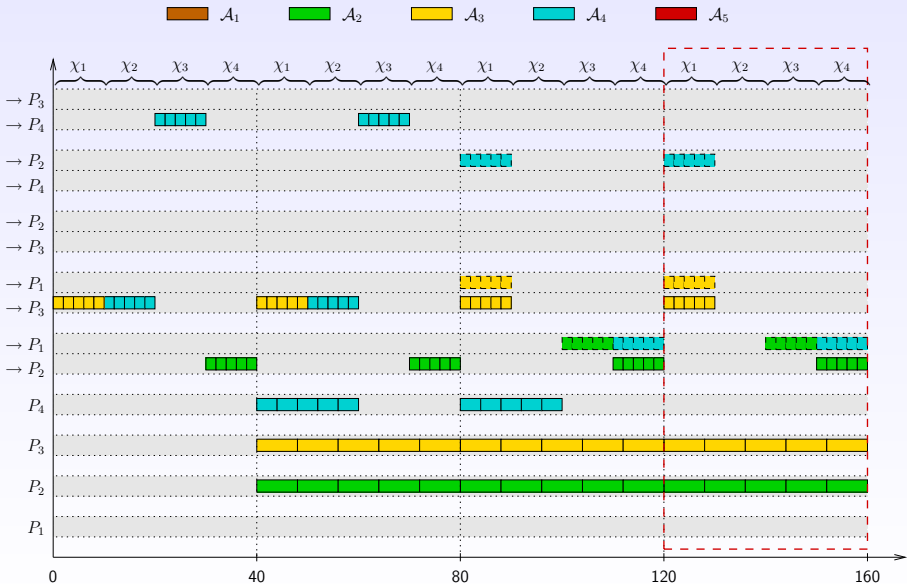 𝒜₁ 𝒜₂ 𝒜₃ 𝒜₄ 𝒜₅
χ₁ χ₂ χ₃ χ₄ χ₁ χ₂ χ₃ χ₄ χ₁ χ₂ χ₃ χ₄ χ₁ χ₂ χ₃ χ₄
→ P₃
→ P₄
→ P₂
→ P₄
→ P₂
→ P₃
→ P₁
→ P₃
→ P₁
→ P₂
P₄
P₃
P₂
P₁
0 40 80 120 160